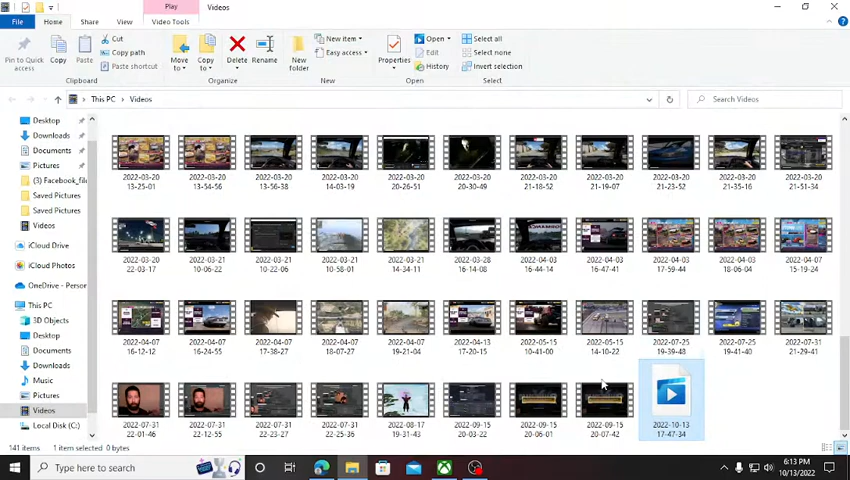 Play
Videos
File
Home
Share
View
Video Tools
Pin to Quick access
Copy
Paste
Cut
Copy path
Paste shortcut
Clipboard
Move to
Copy to
Delete
Rename
Organize
New folder
New item
Easy access
New
Properties
Open
Edit
History
Open
Select all
Select none
Invert selection
Select
This PC > Videos
Search Videos
Desktop
Downloads
Documents
Pictures
(3) Facebook_file
Saved Pictures
Saved Pictures
Videos
iCloud Drive
iCloud Photos
OneDrive - Person
This PC
3D Objects
Desktop
Documents
Downloads
Music
Pictures
Videos
Local Disk (C:)
2022-03-20 2022-03-20 2022-03-20 2022-03-20 2022-03-20 2022-03-20 2022-03-20 2022-03-20 2022-03-20 2022-03-20 2022-03-20
13-25-01 13-54-56 13-56-38 14-03-19 20-26-51 20-30-49 21-18-52 21-19-07 21-23-52 21-35-16 21-51-34
2022-03-20 2022-03-21 2022-03-21 2022-03-21 2022-03-21 2022-03-28 2022-04-03 2022-04-03 2022-04-03 2022-04-03 2022-04-07
22-03-17 10-06-22 10-22-06 10-58-01 14-34-11 16-14-08 16-44-14 16-47-41 17-59-44 18-06-04 15-19-24
2022-04-07 2022-04-07 2022-04-07 2022-04-07 2022-04-07 2022-04-13 2022-05-15 2022-05-15 2022-07-25 2022-07-25 2022-07-31
16-12-12 16-24-55 17-38-27 18-07-27 19-21-04 17-20-15 10-41-00 14-10-22 19-39-48 19-41-40 21-29-41
2022-07-31 2022-07-31 2022-07-31 2022-07-31 2022-08-17 2022-09-15 2022-09-15 2022-09-15 2022-10-13
22-01-46 22-12-55 22-23-27 22-25-36 19-31-43 20-03-22 20-06-01 20-07-42 17-47-34
141 items
1 item selected 0 bytes
Type here to search
6:13 PM
10/13/2022